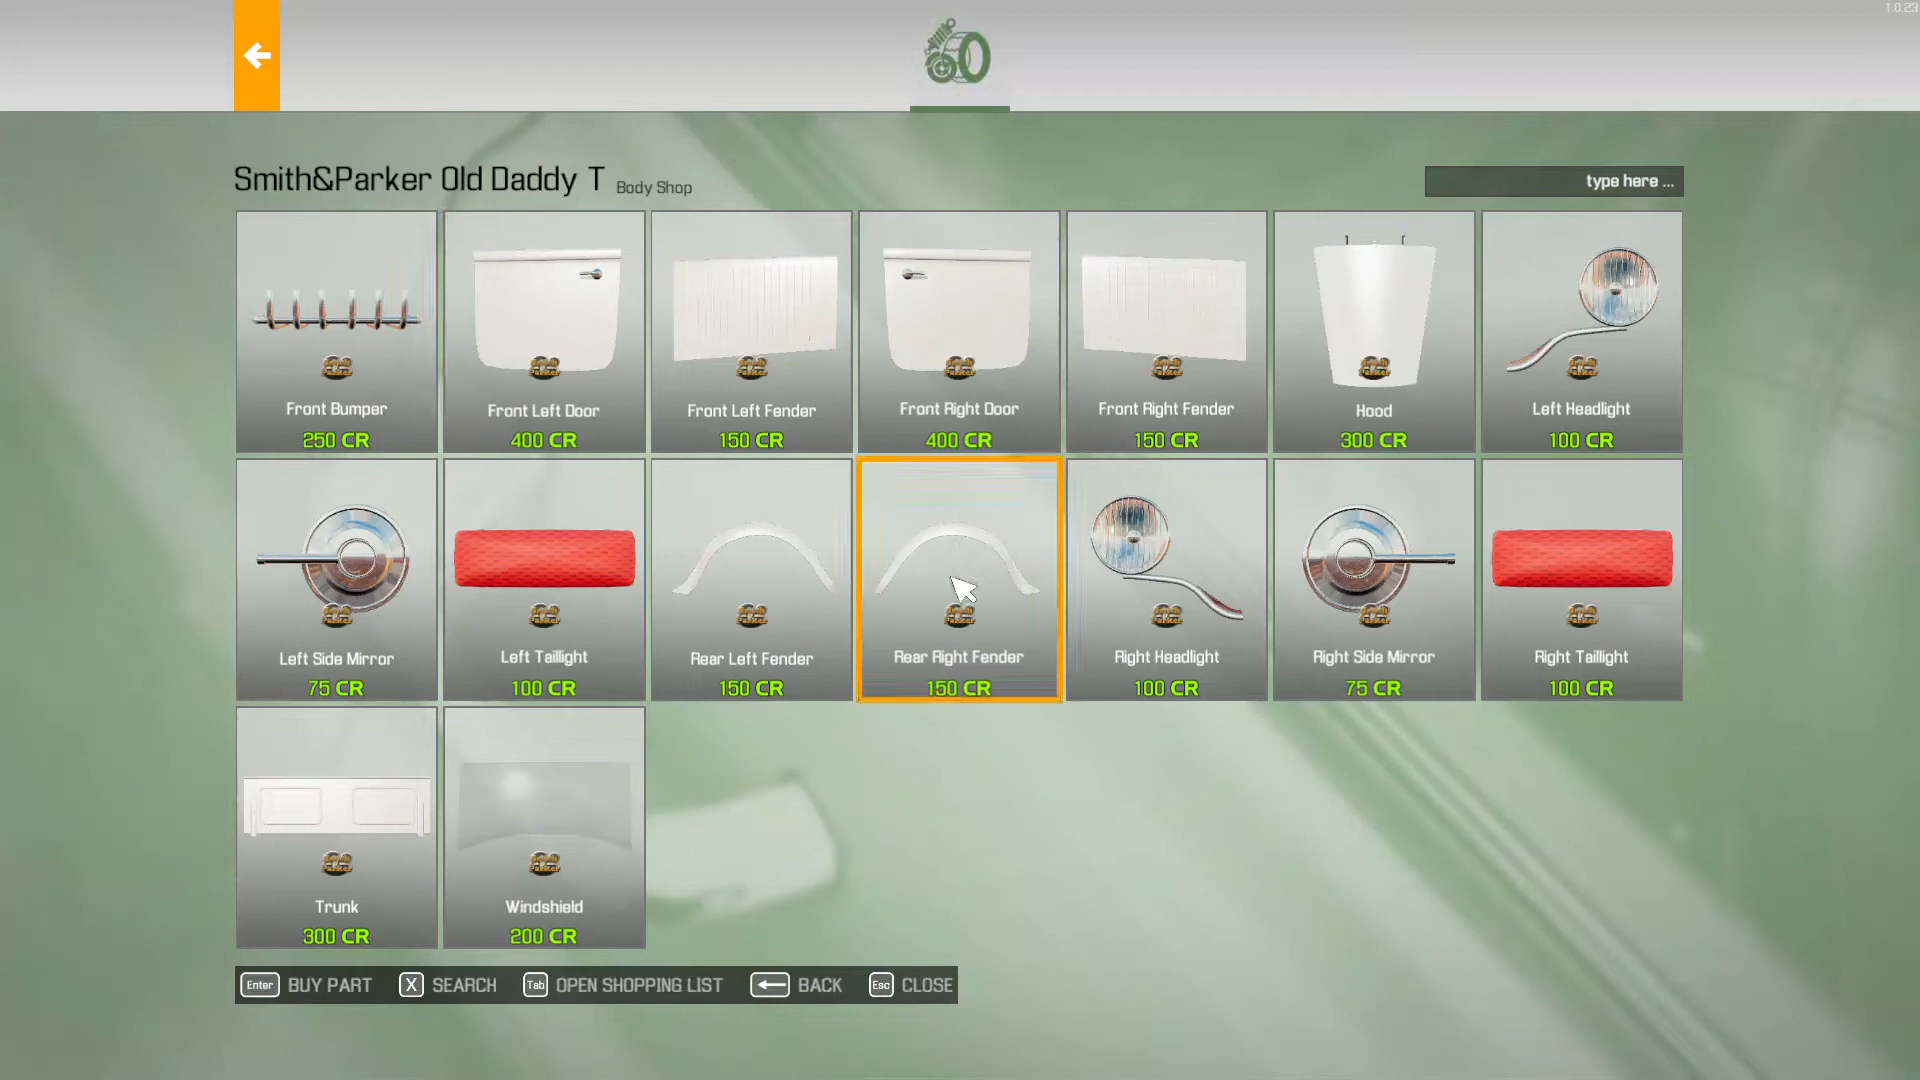 1.0.23
Smith&Parker Old Daddy T Body Shop
type here ...
Front Bumper
250 CR
Front Left Door
400 CR
Front Left Fender
150 CR
Front Right Door
400 CR
Front Right Fender
150 CR
Hood
300 CR
Left Headlight
100 CR
Left Side Mirror
75 CR
Left Taillight
100 CR
Rear Left Fender
150 CR
Rear Right Fender
150 CR
Right Headlight
100 CR
Right Side Mirror
75 CR
Right Taillight
100 CR
Trunk
300 CR
Windshield
200 CR
Enter BUY PART X SEARCH Tab OPEN SHOPPING LIST BACK Esc CLOSE